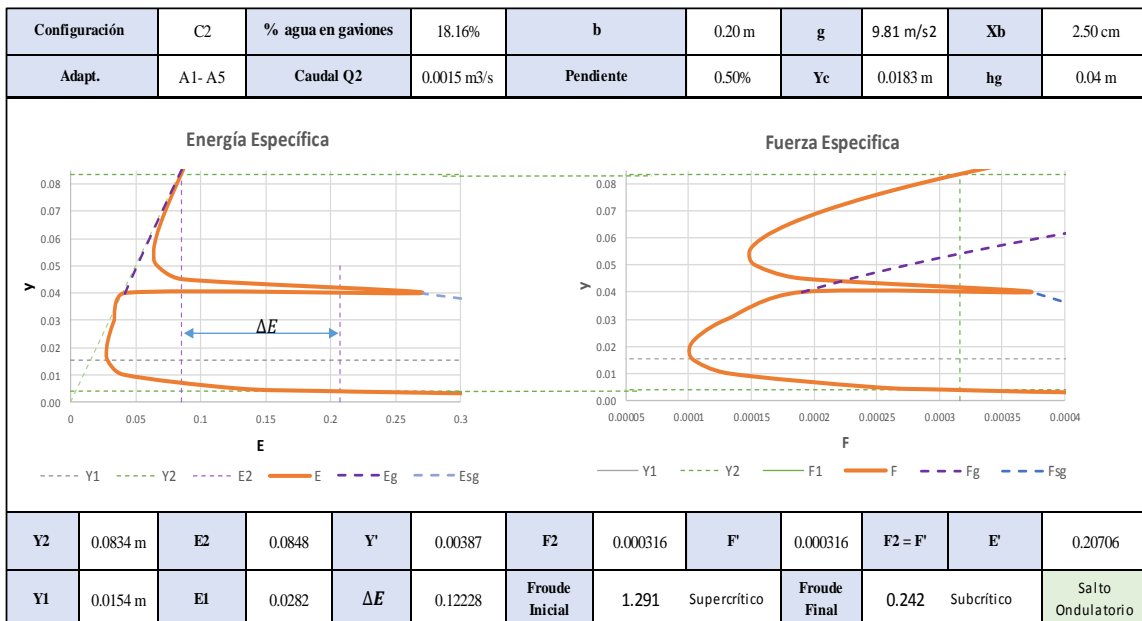 Configuración C2 % agua en gaviones 18.16% b 0.20 m g 9.81 m/s2 Xb 2.50 cm
Adapt. A1- A5 Caudal Q2 0.0015 m3/s Pendiente 0.50% Yc 0.0183 m hg 0.04 m
Energía Específica
0.08
0.07
0.06
0.05
0.04
0.03
0.02
0.01
0.00
y
ΔE
0 0.05 0.1 0.15 0.2 0.25 0.3
E
Y1 Y2 E2 E Eg Esg
Fuerza Especifica
0.08
0.07
0.06
0.05
0.04
0.03
0.02
0.01
0.00
y
0.00005 0.0001 0.00015 0.0002 0.00025 0.0003 0.00035 0.0004
F
Y1 Y2 F1 F Fg Fsg
Y2 0.0834 m E2 0.0848 Y' 0.00387 F2 0.000316 F' 0.000316 F2 = F' E' 0.20706
Y1 0.0154 m E1 0.0282 ΔE 0.12228 Froude Inicial 1.291 Supercrítico Froude Final 0.242 Subcrítico Salto Ondulatorio